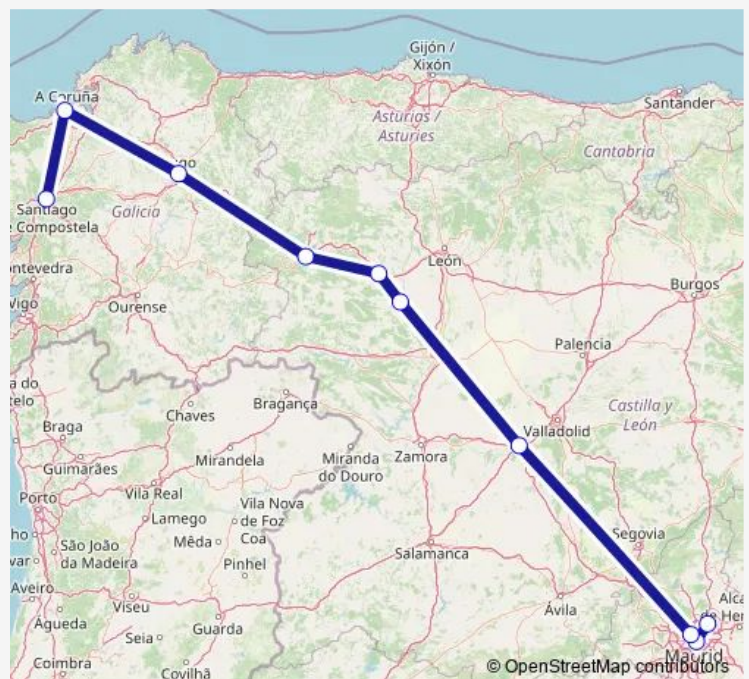 Gijón /
Xixón
A Coruña
Santander
Asturias /
Asturies
Cantabria
Santiago
Compostela
Galicia
León
Burgos
Ourense
Palencia
Chaves
Bragança
Castilla y
León
Braga
Valladolid
Guimarães
Mirandela
Miranda
do Douro
Zamora
Porto
Vila Real
Vila Nova
de Foz
Coa
Lamego
São João
da Madeira
Mêda
Segovia
Salamanca
Pinhel
Aveiro
Viseu
Ávila
Águeda
Guarda
Seia
Madrid
Coimbra
Covilhã
© OpenStreetMap contributors